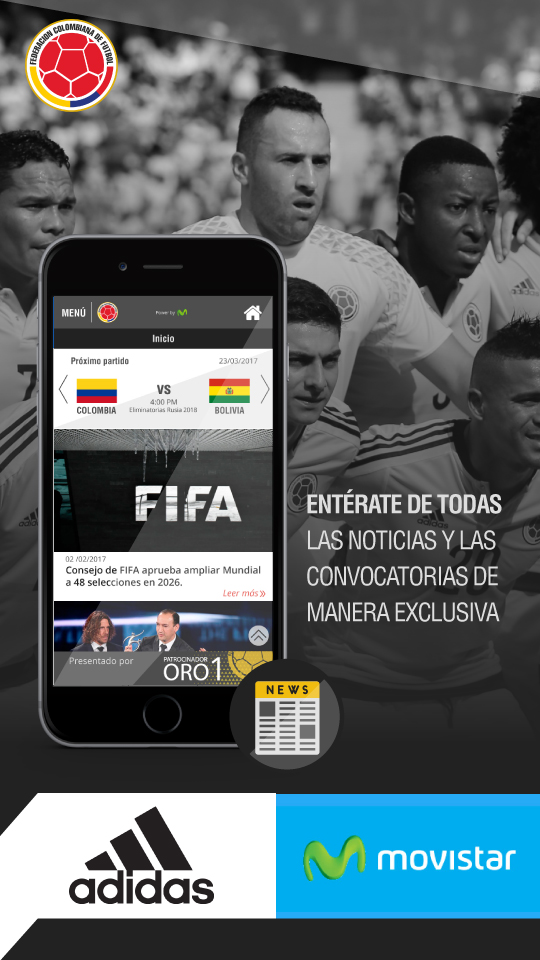 FEDERACION COLOMBIANA DE FUTBOL
MENÚ
Power by
Inicio
Próximo partido
23/03/2017
COLOMBIA
VS
4:00 PM
Eliminatorias Rusia 2018
BOLIVIA
FIFA
02 /02/2017
Consejo de FIFA aprueba ampliar Mundial
a 48 selecciones en 2026.
Leer más
Presentado por
PATROCINADOR
ORO 1
ENTÉRATE DE TODAS
LAS NOTICIAS Y LAS
CONVOCATORIAS DE
MANERA EXCLUSIVA
NEWS
adidas
movistar